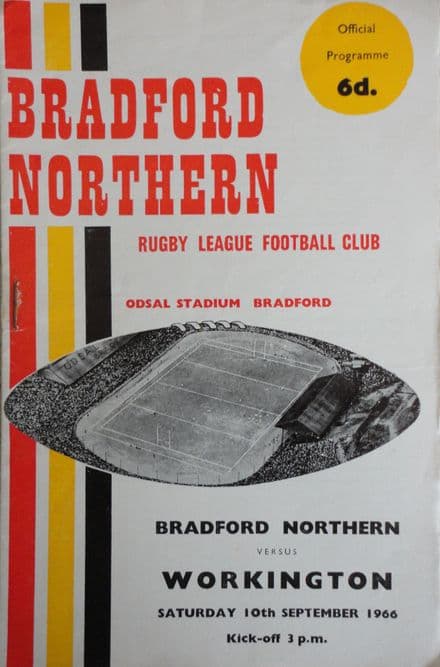 Official
Programme
6d.
BRADFORD
NORTHERN
RUGBY LEAGUE FOOTBALL CLUB
ODSAL STADIUM BRADFORD
BRADFORD NORTHERN
VERSUS
WORKINGTON
SATURDAY 10th SEPTEMBER 1966
Kick-off 3 p.m.